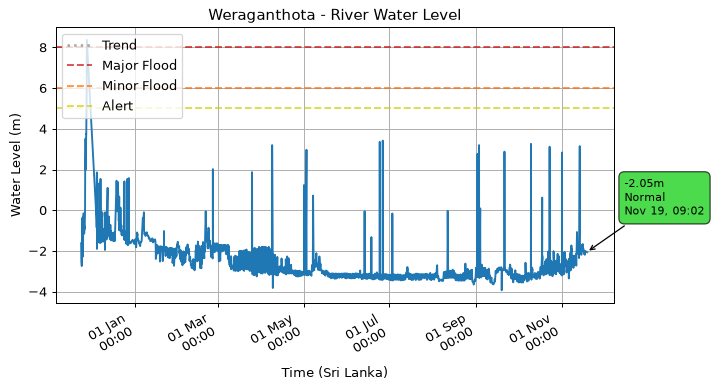 Weraganthota - River Water Level
Trend
Major Flood
Minor Flood
Alert
Water Level (m)
8
6
4
2
0
−2
−4
-2.05m
Normal
Nov 19, 09:02
01 Jan
00:00
01 Mar
00:00
01 May
00:00
01 Jul
00:00
01 Sep
00:00
01 Nov
00:00
Time (Sri Lanka)